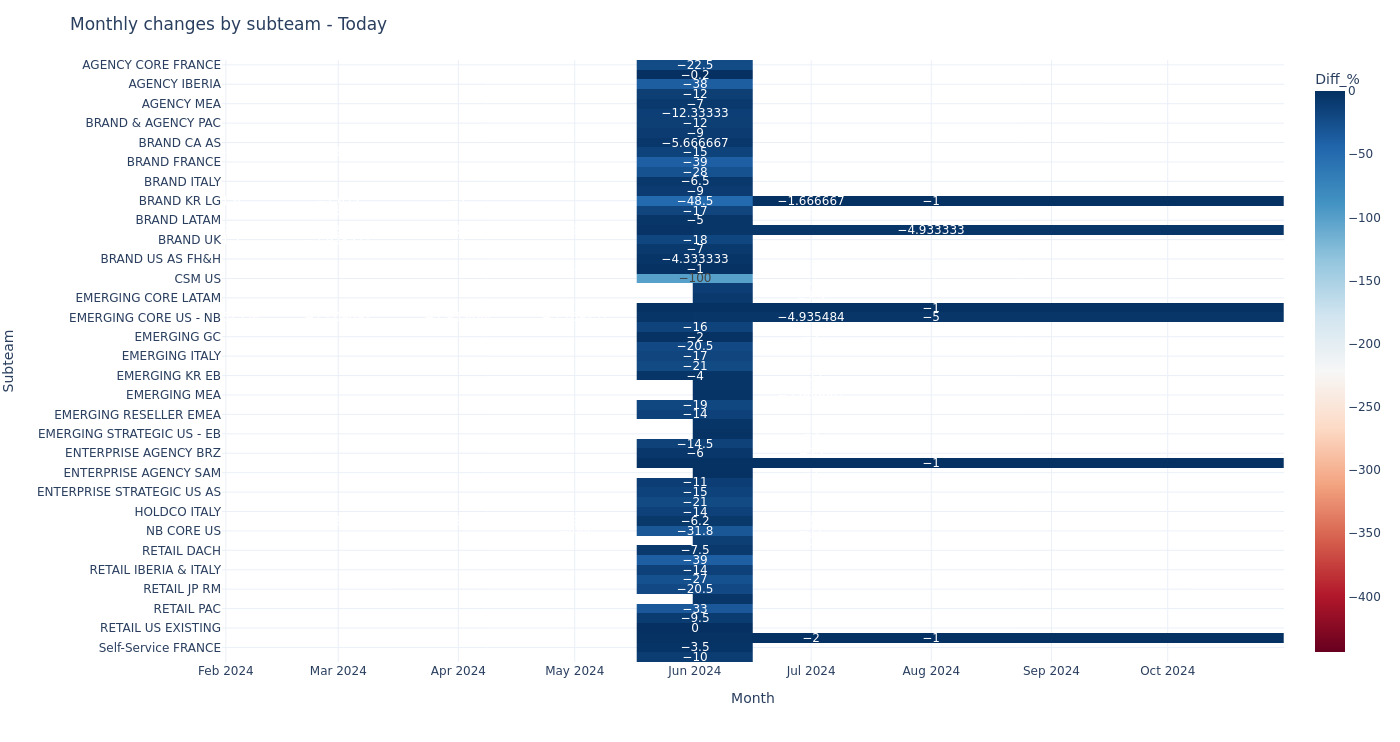 Monthly changes by subteam - Today
Diff_%
Subteam
AGENCY CORE FRANCE
AGENCY IBERIA
AGENCY MEA
BRAND & AGENCY PAC
BRAND CA AS
BRAND FRANCE
BRAND ITALY
BRAND KR LG
BRAND LATAM
BRAND UK
BRAND US AS FH&H
CSM US
EMERGING CORE LATAM
EMERGING CORE US - NB
EMERGING GC
EMERGING ITALY
EMERGING KR EB
EMERGING MEA
EMERGING RESELLER EMEA
EMERGING STRATEGIC US - EB
ENTERPRISE AGENCY BRZ
ENTERPRISE AGENCY SAM
ENTERPRISE STRATEGIC US AS
HOLDCO ITALY
NB CORE US
RETAIL DACH
RETAIL IBERIA & ITALY
RETAIL JP RM
RETAIL PAC
RETAIL US EXISTING
Self-Service FRANCE
−22.5
−0.2
−38
−12
−7
−12.33333
−12
−9
−5.666667
−15
−39
−28
−6.5
−9
−48.5 −1.666667 −1
−17
−5
−4.933333
−18
−7
−4.333333
−1
−100
−1
−4.935484 −5
−16
−2
−20.5
−17
−21
−4
−19
−14
−14.5
−6
−1
−11
−15
−21
−14
−6.2
−31.8
−7.5
−39
−14
−27
−20.5
−33
−9.5
0
−2 −1
−3.5
−10
Feb 2024 Mar 2024 Apr 2024 May 2024 Jun 2024 Jul 2024 Aug 2024 Sep 2024 Oct 2024
Month
0
−50
−100
−150
−200
−250
−300
−350
−400